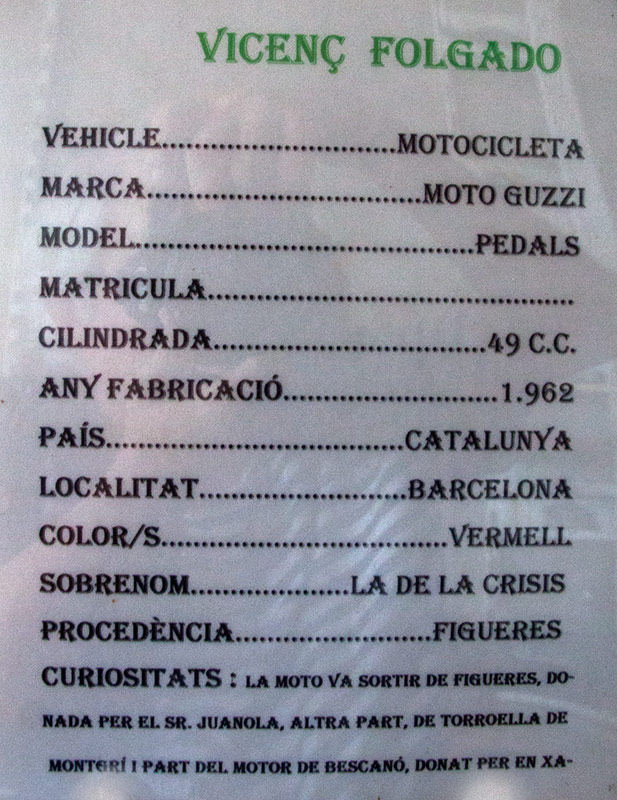 VICENÇ FOLGADO
VEHICLE..............................MOTOCICLETA
MARCA...................................MOTO GUZZI
MODEL...........................................PEDALS
MATRICULA...............................................
CILINDRADA...................................49 C.C.
ANY FABRICACIÓ............................1.962
PAÍS......................................CATALUNYA
LOCALITAT...........................BARCELONA
COLOR/S.....................................VERMELL
SOBRENOM....................LA DE LA CRISIS
PROCEDÈNCIA.........................FIGUERES
CURIOSITATS : LA MOTO VA SORTIR DE FIGUERES, DO-
NADA PER EL SR. JUANOLA, ALTRA PART, DE TORROELLA DE
MONTGRÍ I PART DEL MOTOR DE BESCANÓ, DONAT PER EN XA-